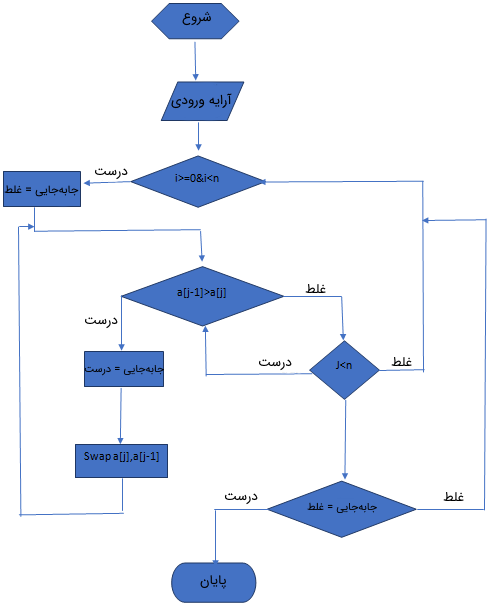 شروع
آرایه ورودی
i>=0&i<n
درست
جابه‌جایی = غلط
a[j-1]>a[j]
غلط
درست
جابه‌جایی = درست
J<n
درست
غلط
Swap a[j],a[j-1]
جابه‌جایی = غلط
درست
غلط
پایان